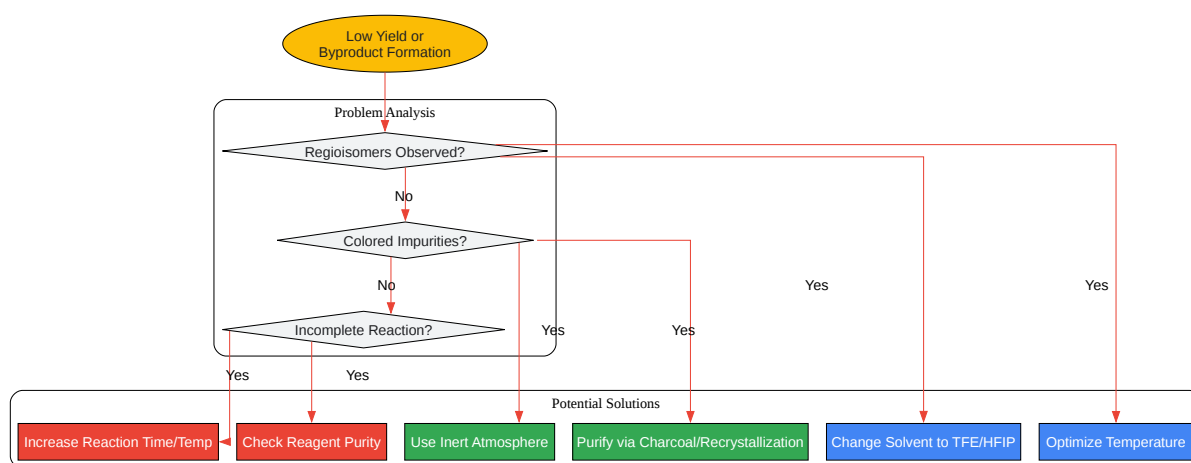 Low Yield or
Byproduct Formation
Problem Analysis
Regioisomers Observed?
No
Colored Impurities?
No
Yes
Yes
Incomplete Reaction?
Yes
Yes
Yes
Yes
Potential Solutions
Increase Reaction Time/Temp
Check Reagent Purity
Use Inert Atmosphere
Purify via Charcoal/Recrystallization
Change Solvent to TFE/HFIP
Optimize Temperature